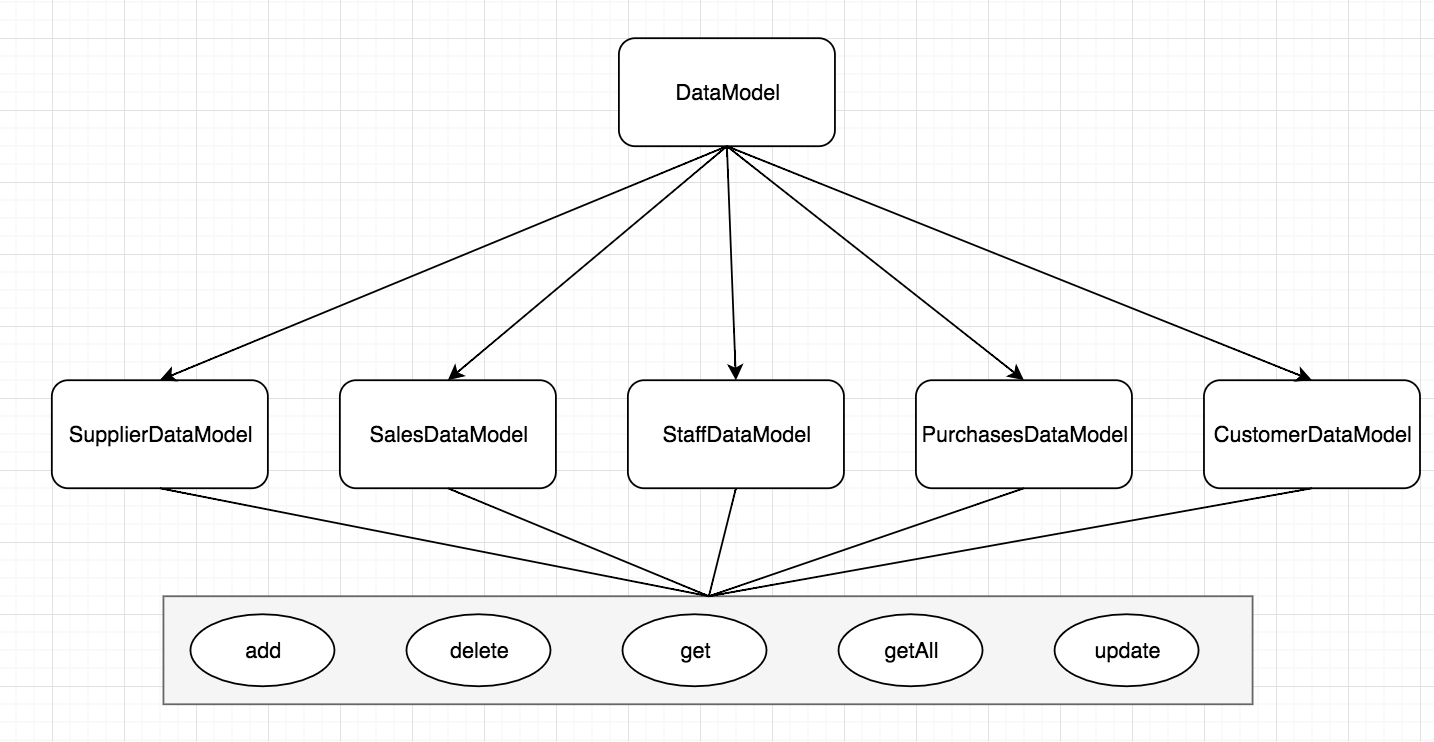 DataModel
SupplierDataModel
SalesDataModel
StaffDataModel
PurchasesDataModel
CustomerDataModel
add
delete
get
getAll
update